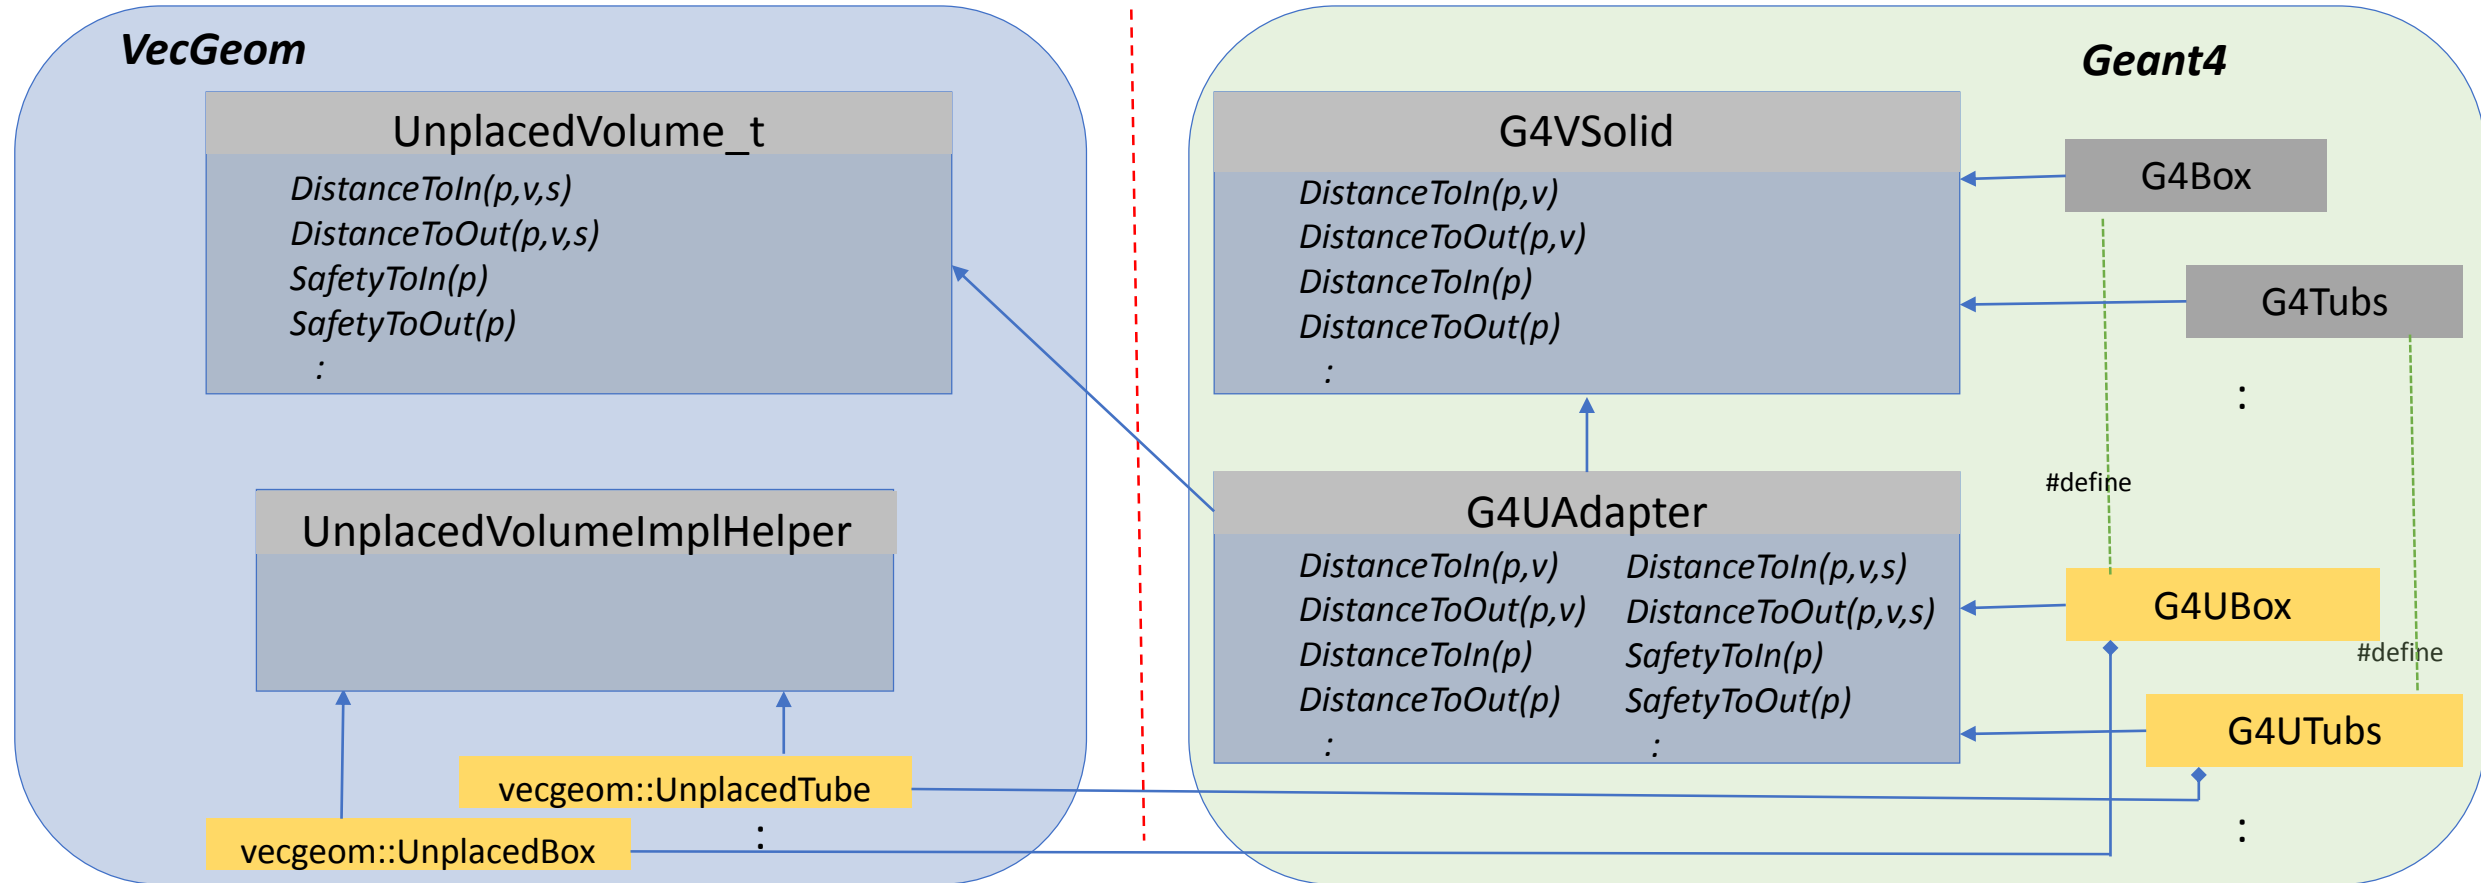 VecGeom
UnplacedVolume_t
DistanceToIn(p,v,s)
DistanceToOut(p,v,s)
SafetyToIn(p)
SafetyToOut(p)
:
UnplacedVolumeImplHelper
vecgeom::UnplacedTube
:
vecgeom::UnplacedBox
Geant4
G4VSolid
DistanceToIn(p,v)
DistanceToOut(p,v)
DistanceToIn(p)
DistanceToOut(p)
:
G4Box
G4Tubs
:
G4UAdapter
DistanceToIn(p,v) DistanceToIn(p,v,s)
DistanceToOut(p,v) DistanceToOut(p,v,s)
DistanceToIn(p) SafetyToIn(p)
DistanceToOut(p) SafetyToOut(p)
: :
#define
G4UBox
#define
G4UTubs
: